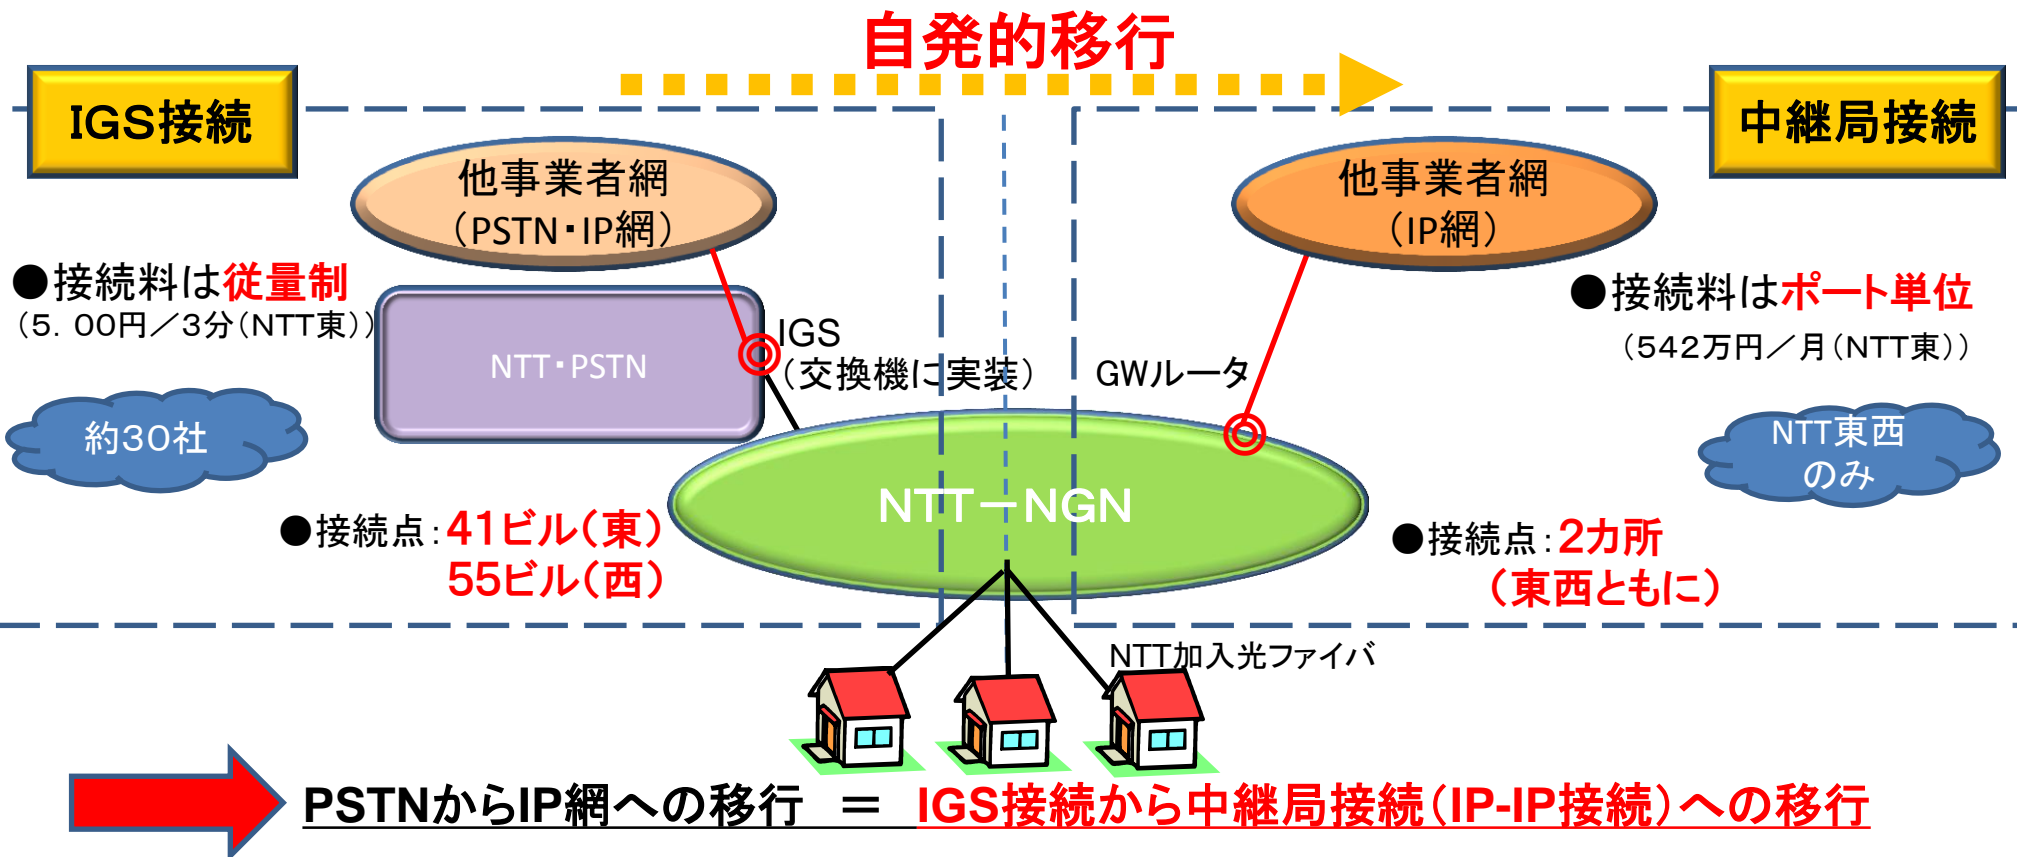 自発的移行
IGS接続
中継局接続
他事業者網
（PSTN・IP網）
他事業者網
（IP網）
●接続料は従量制
（5．00円／3分（NTT東））
●接続料はポート単位
（542万円／月（NTT東））
NTT・PSTN
IGS
（交換機に実装）
GWルータ
約30社
NTT東西
のみ
NTT－NGN
●接続点：41ビル（東）
55ビル（西）
●接続点：2カ所
（東西ともに）
NTT加入光ファイバ
PSTNからIP網への移行　＝　IGS接続から中継局接続（IP-IP接続）への移行